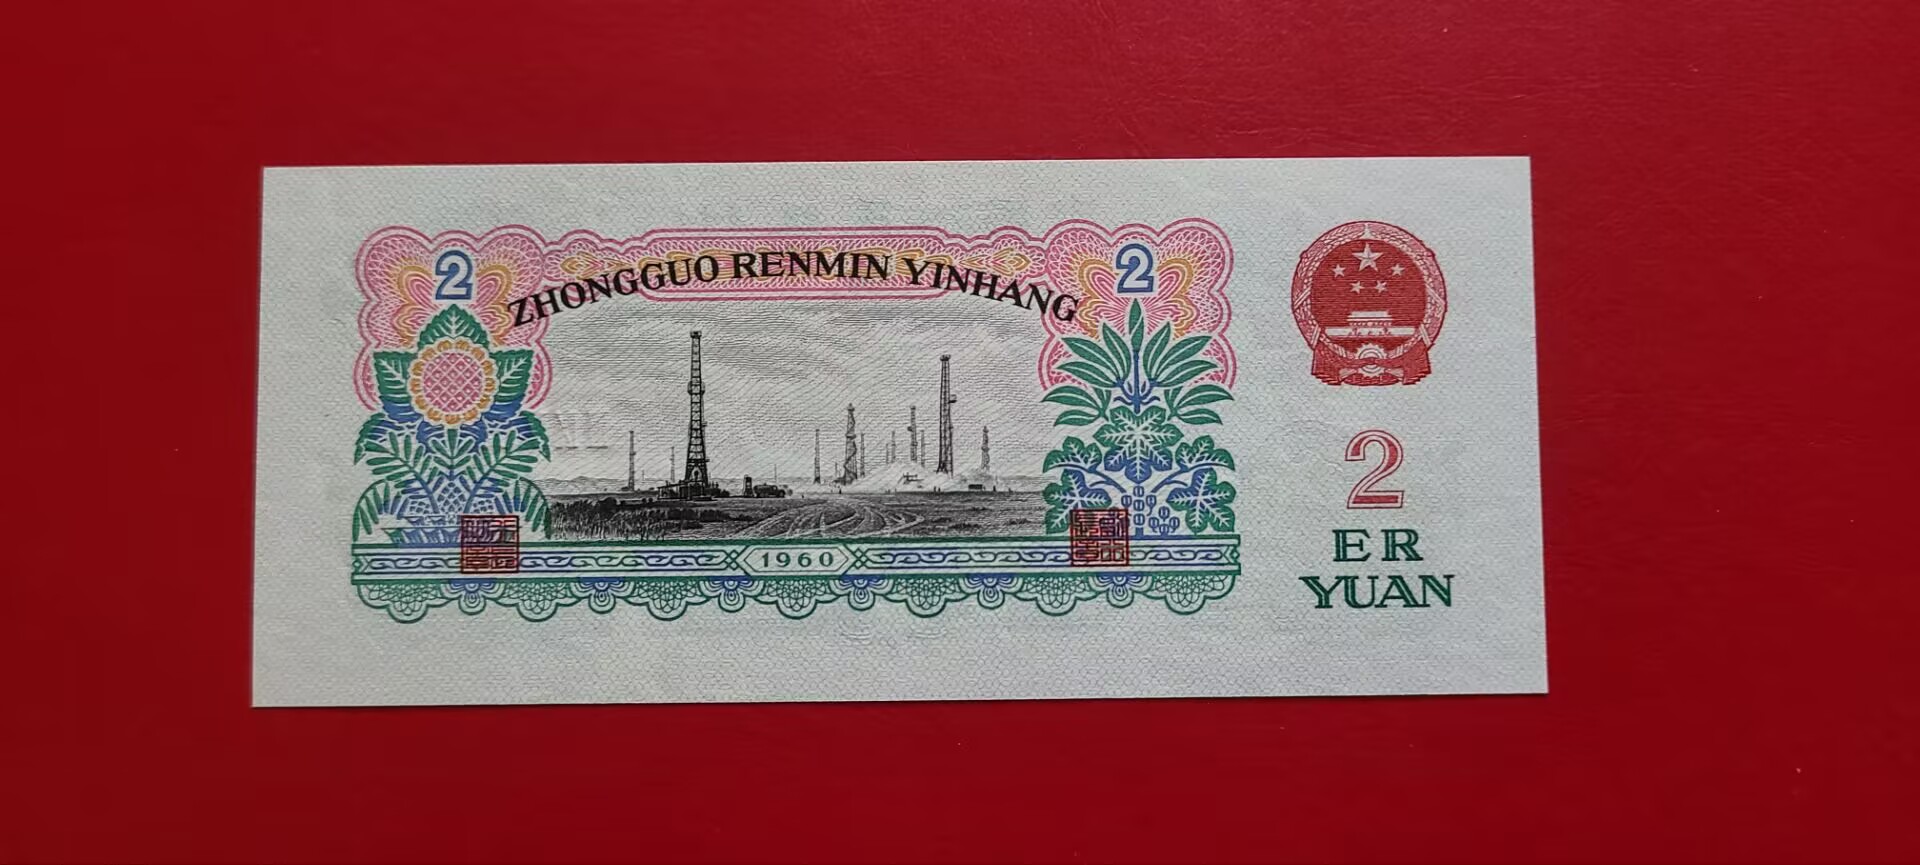 2
2
ZHONGGUO RENMIN YINHANG
1960
2
ER
YUAN